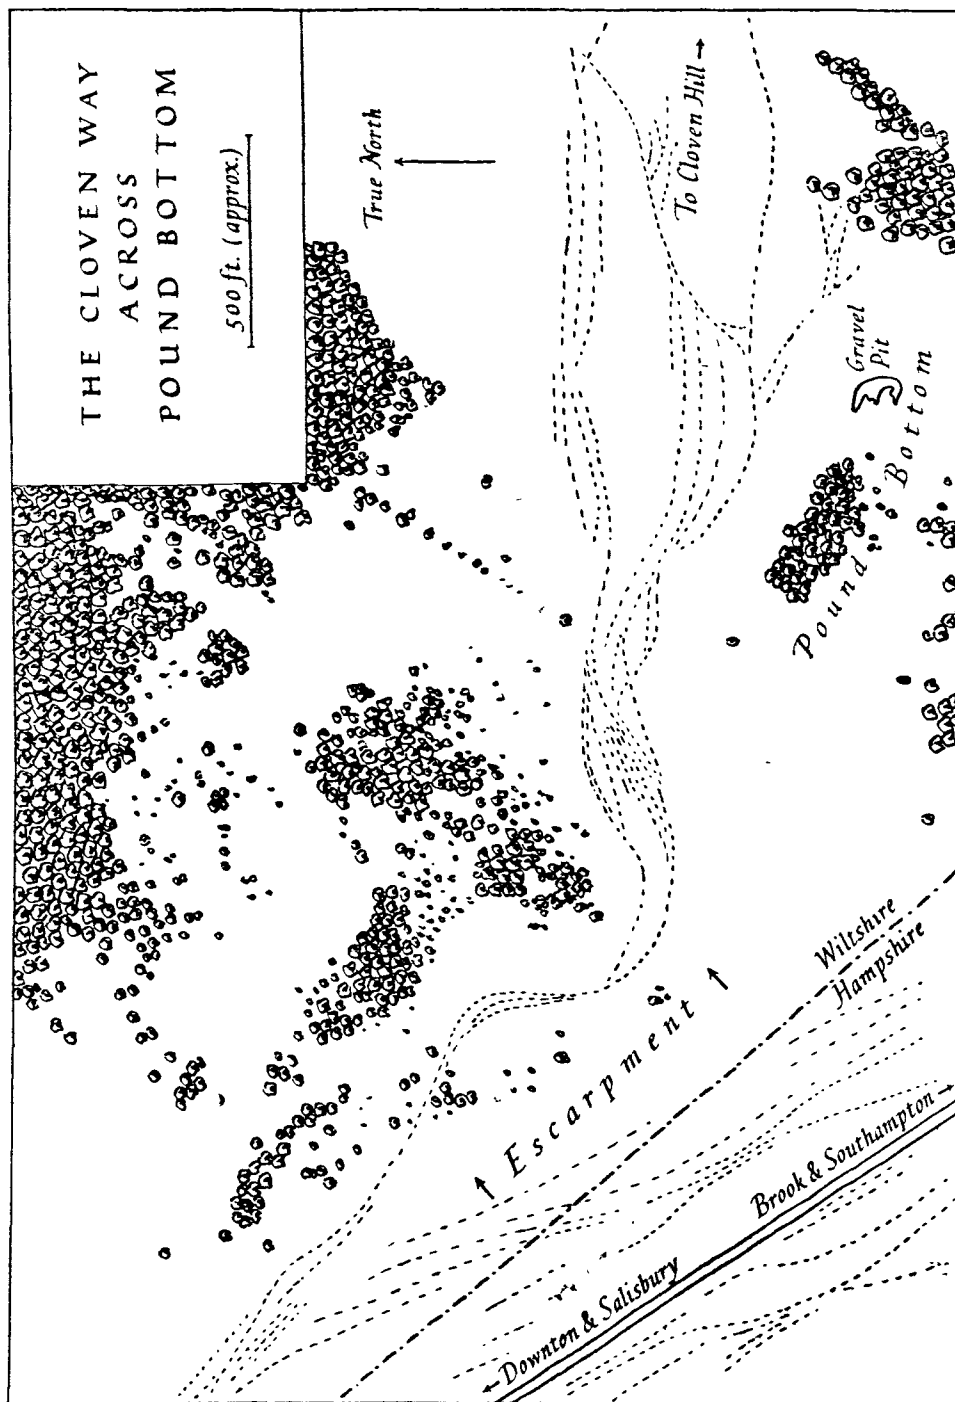 THE CLOVEN WAY
ACROSS
POUND BOTTOM
500 ft. (approx.)
True North
To Cloven Hill
Gravel
Pit
Pound Bottom
Wiltshire
Hampshire
Escarpment
Brook & Southampton
Downton & Salisbury